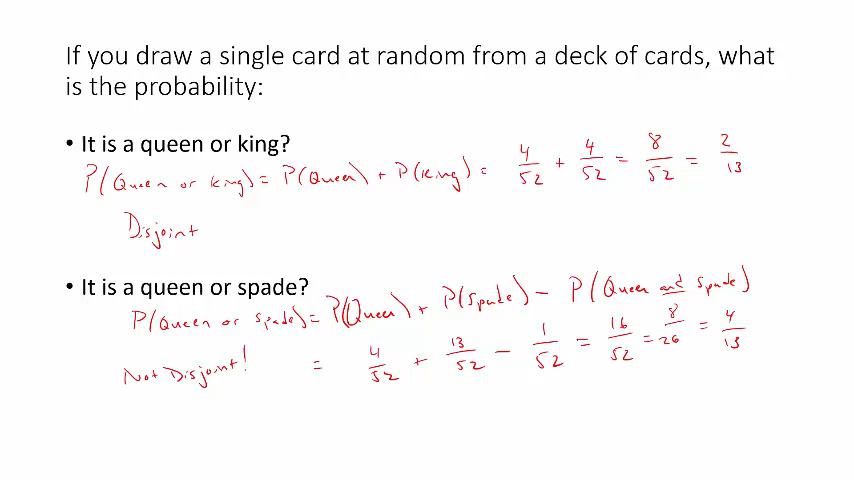 If you draw a single card at random from a deck of cards, what
is the probability:
• It is a queen or king?
P(Queen or King) = P(Queen) + P(King) = 4/52 + 4/52 = 8/52 = 2/13
Disjoint
• It is a queen or spade?
P(Queen or Spade) = P(Queen) + P(Spade) - P(Queen and Spade)
Not Disjoint! = 4/52 + 13/52 - 1/52 = 16/52 = 8/26 = 4/13